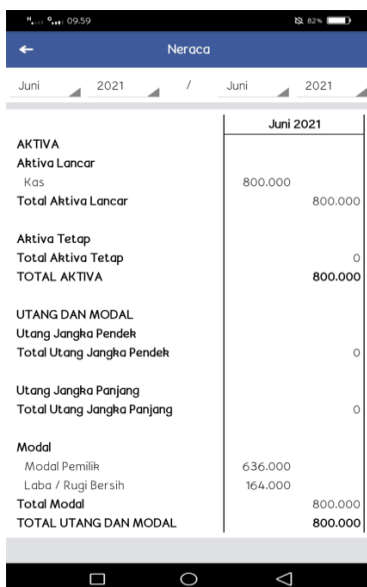 09.59 82%
Neraca
Juni 2021 / Juni 2021
Juni 2021
AKTIVA
Aktiva Lancar
Kas 800.000
Total Aktiva Lancar 800.000
Aktiva Tetap
Total Aktiva Tetap 0
TOTAL AKTIVA 800.000
UTANG DAN MODAL
Utang Jangka Pendek
Total Utang Jangka Pendek 0
Utang Jangka Panjang
Total Utang Jangka Panjang 0
Modal
Modal Pemilik 636.000
Laba / Rugi Bersih 164.000
Total Modal 800.000
TOTAL UTANG DAN MODAL 800.000